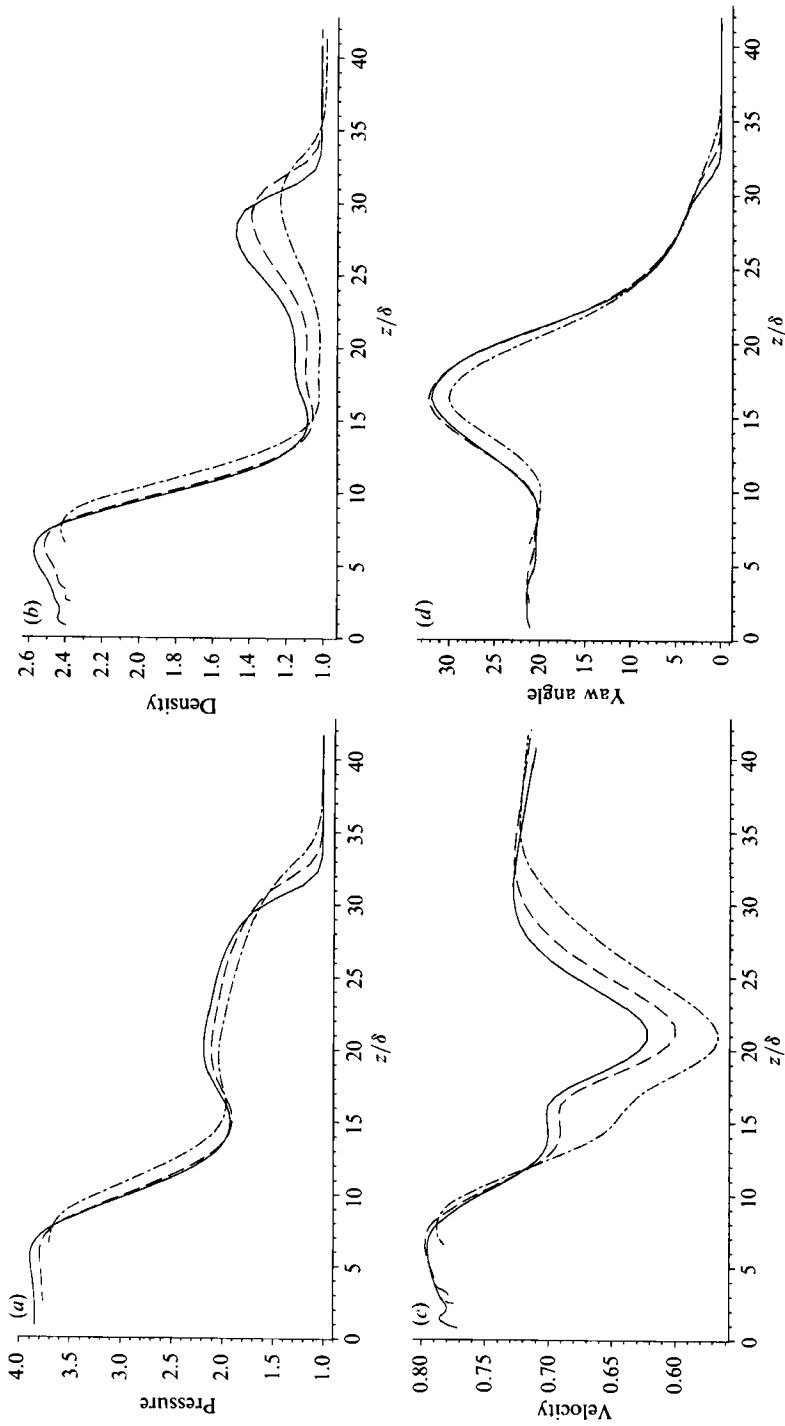 (a)
Pressure
4.0
3.5
3.0
2.5
2.0
1.5
1.0
0 5 10 15 20 25 30 35 40
z/δ
(b)
Density
2.6
2.4
2.2
2.0
1.8
1.6
1.4
1.2
1.0
0 5 10 15 20 25 30 35 40
z/δ
(c)
Velocity
0.80
0.75
0.70
0.65
0.60
0 5 10 15 20 25 30 35 40
z/δ
(d)
Yaw angle
30
25
20
10
5
0
0 5 10 15 20 25 30 35 40
z/δ